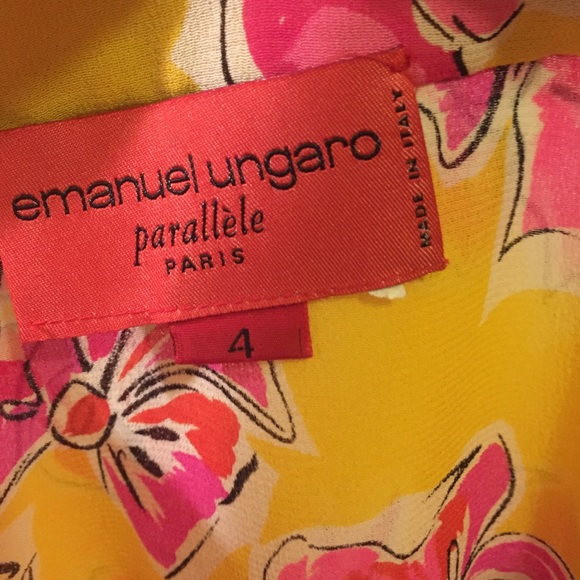 emanuel ungaro
parallèle
PARIS
MADE IN ITALY
4